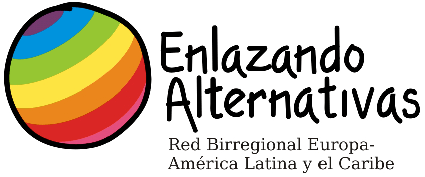 Enlazando
Alternativas
Red Birregional Europa-
América Latina y el Caribe